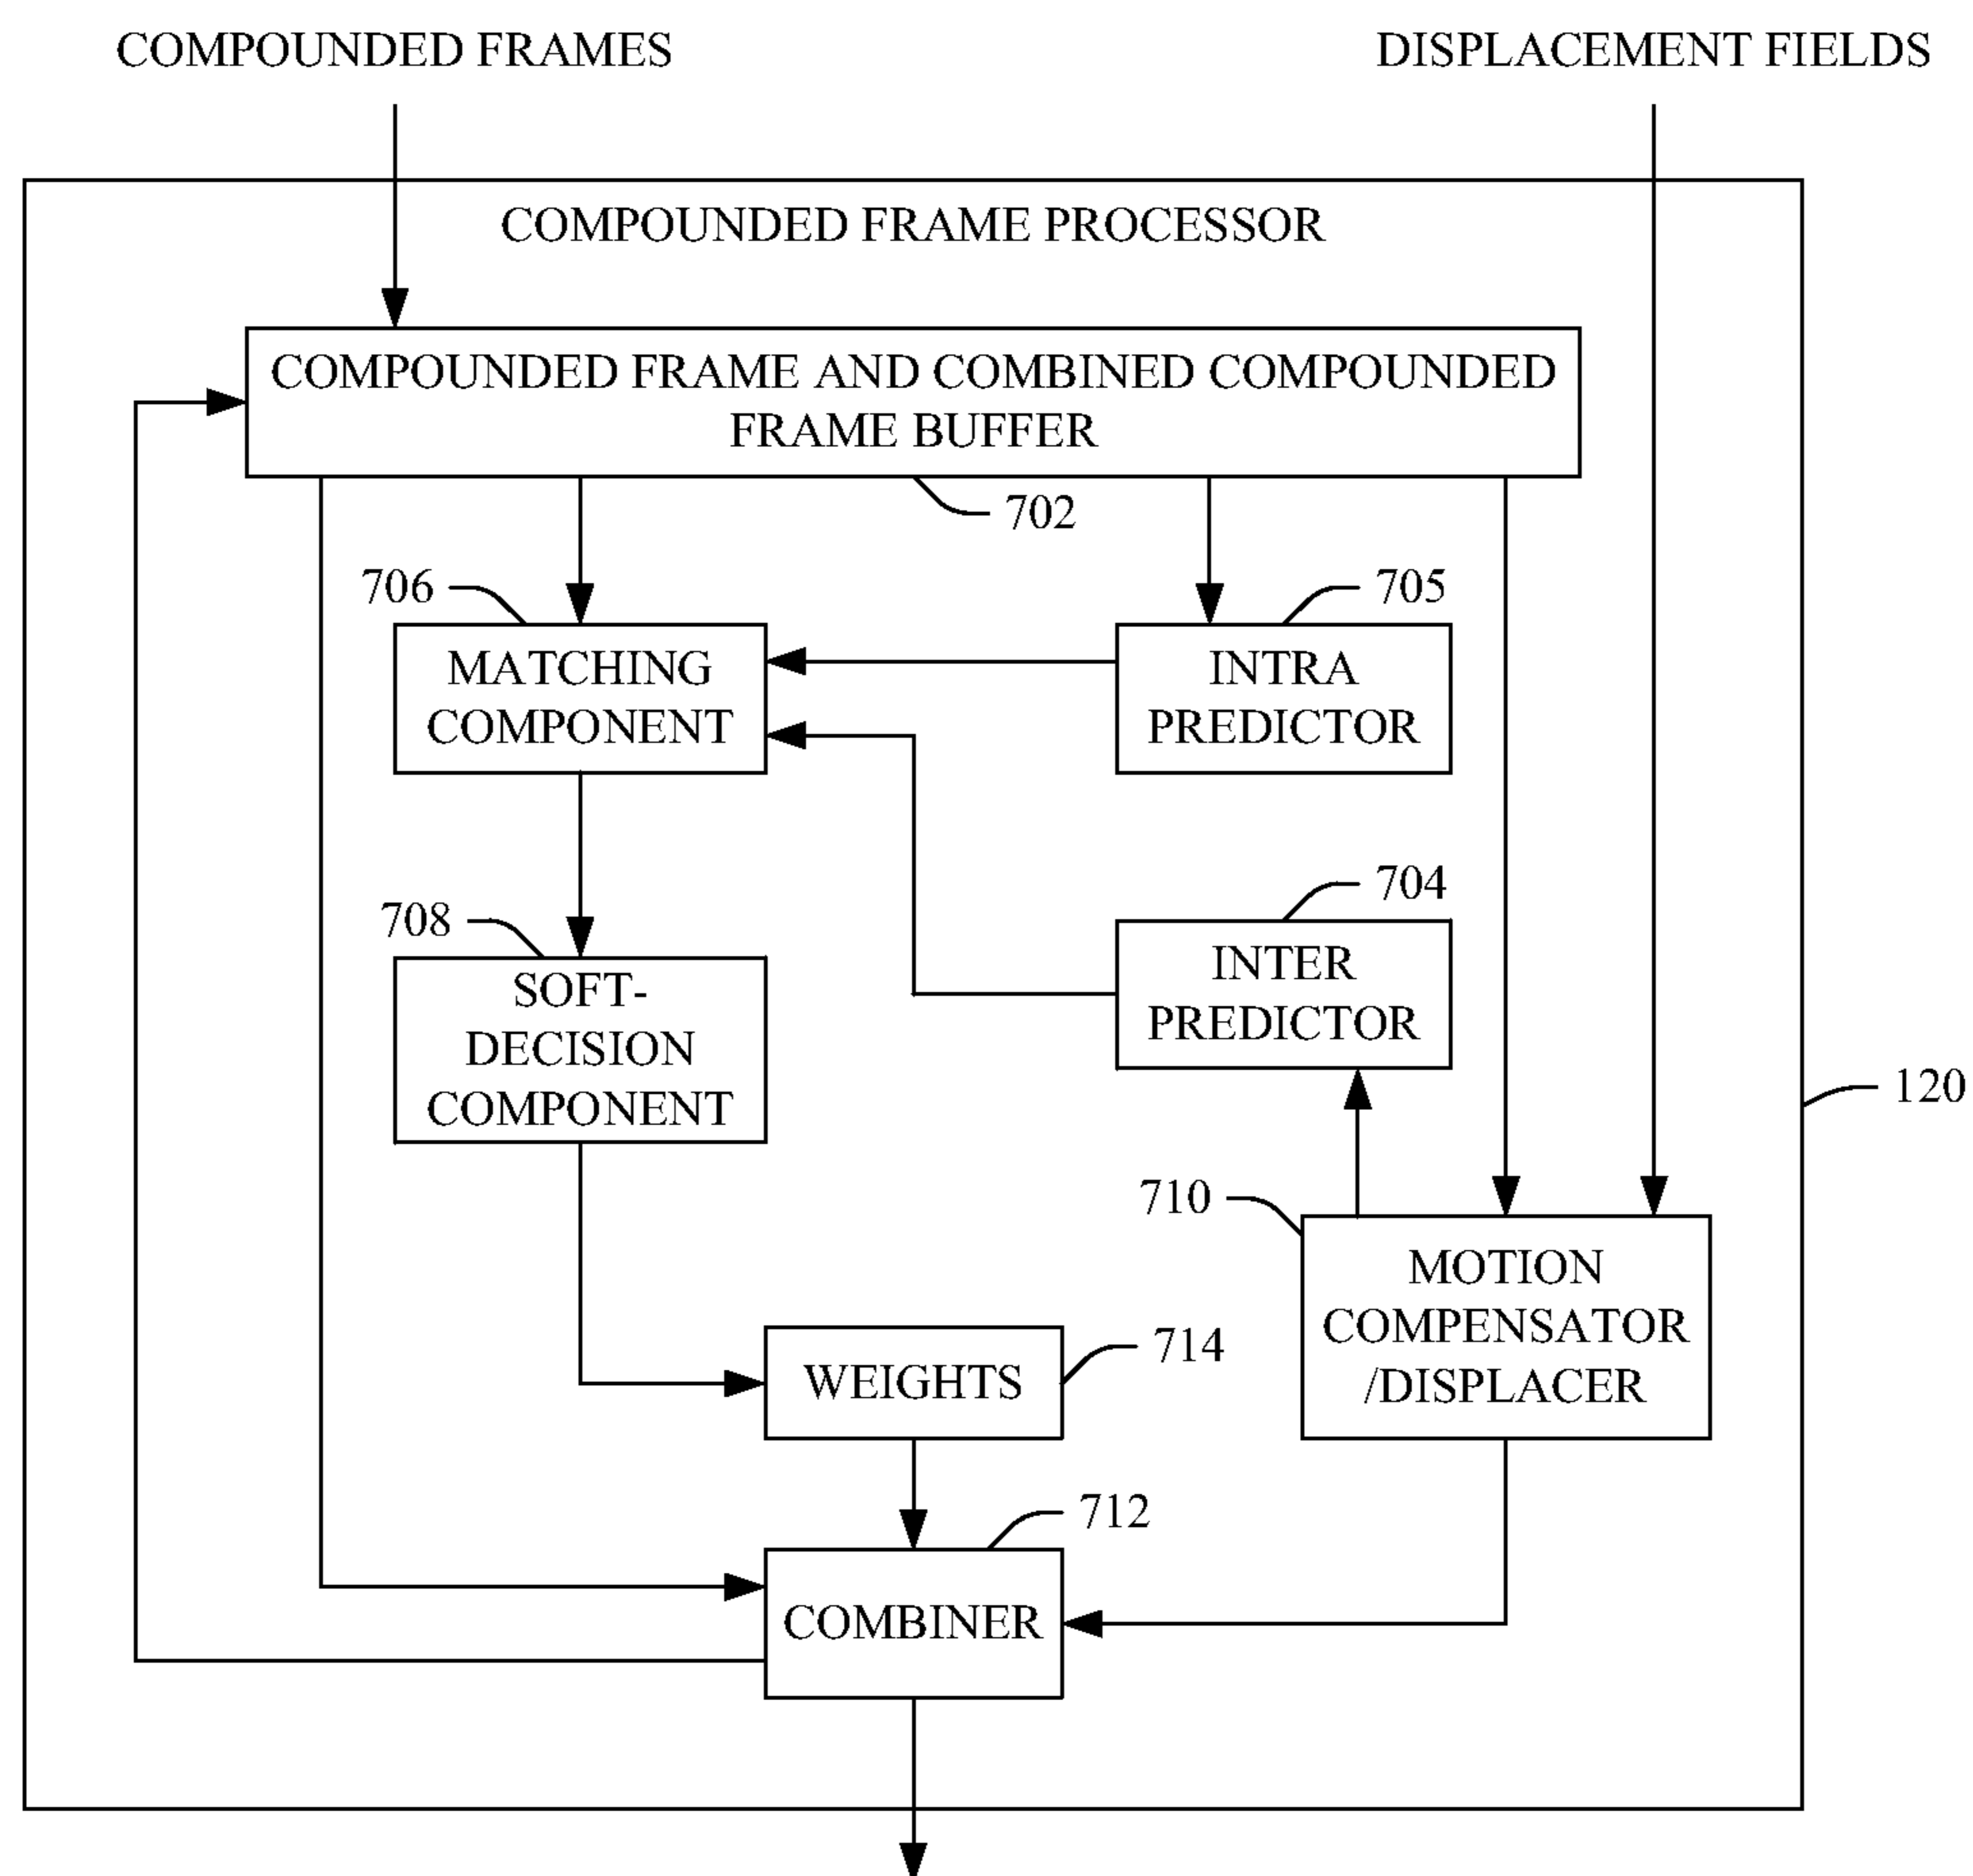 COMPOUNDED FRAMES
DISPLACEMENT FIELDS
COMPOUNDED FRAME PROCESSOR
COMPOUNDED FRAME AND COMBINED COMPOUNDED
FRAME BUFFER
702
706
705
MATCHING
COMPONENT
INTRA
PREDICTOR
704
708
INTER
PREDICTOR
SOFT-
DECISION
COMPONENT
120
710
MOTION
COMPENSATOR
/DISPLACER
714
WEIGHTS
712
COMBINER